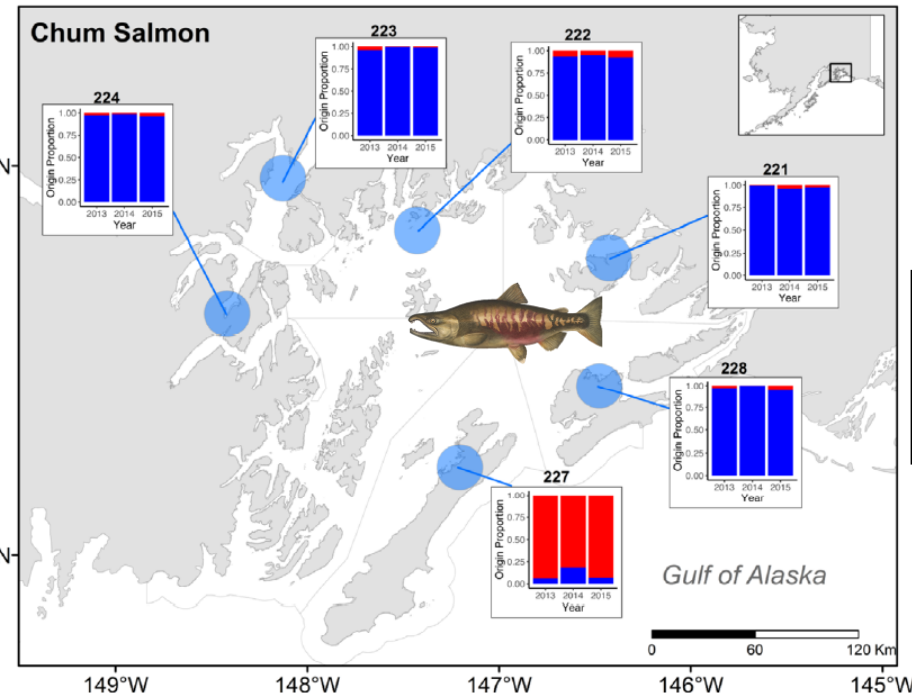 Chum Salmon
223
Origin Proportion
1.00
0.75
0.50
0.25
0.00
2013 2014 2015
Year
222
Origin Proportion
1.00
0.75
0.50
0.25
0.00
2013 2014 2015
Year
224
Origin Proportion
1.00
0.75
0.50
0.25
0.00
2013 2014 2015
Year
221
Origin Proportion
1.00
0.75
0.50
0.25
0.00
2013 2014 2015
Year
228
Origin Proportion
1.00
0.75
0.50
0.25
0.00
2013 2014 2015
Year
227
Origin Proportion
1.00
0.75
0.50
0.25
0.00
2013 2014 2015
Year
N
N
Gulf of Alaska
0 60 120 Km
149°W 148°W 147°W 146°W 145°W